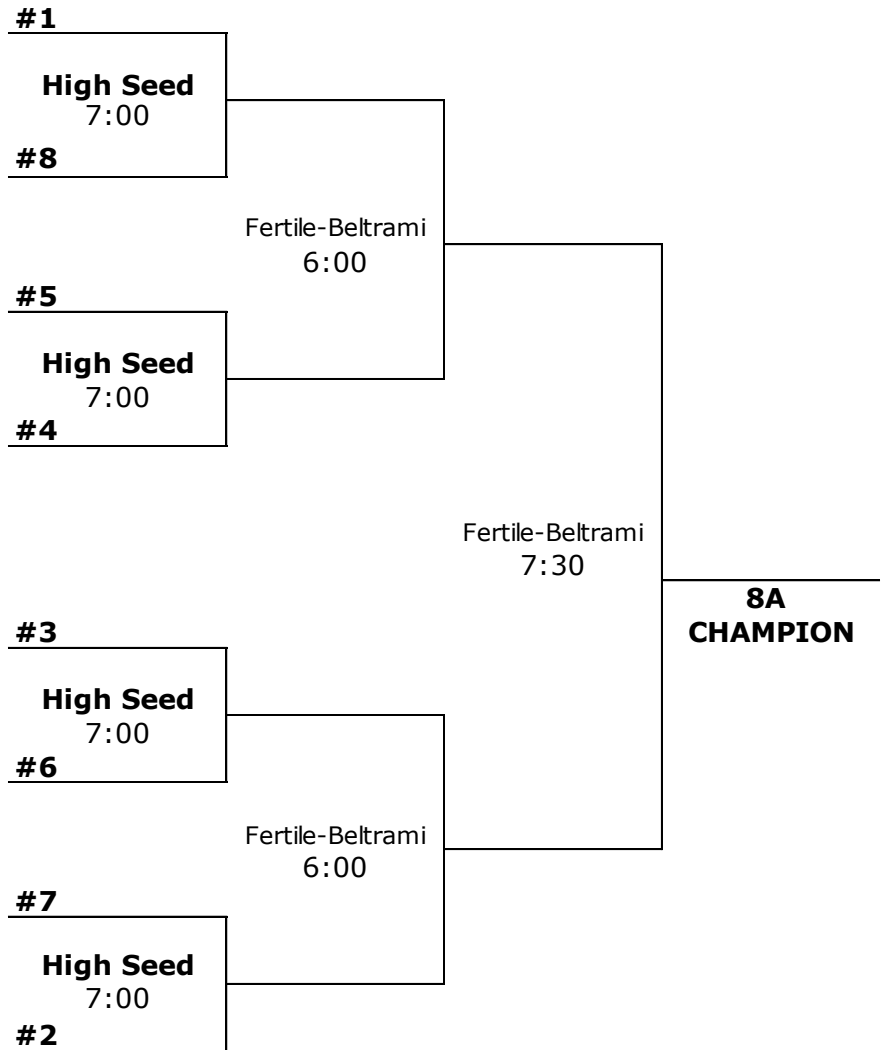 #1
High Seed
7:00
#8
Fertile-Beltrami
6:00
#5
High Seed
7:00
#4
Fertile-Beltrami
7:30
8A
CHAMPION
#3
High Seed
7:00
#6
Fertile-Beltrami
6:00
#7
High Seed
7:00
#2